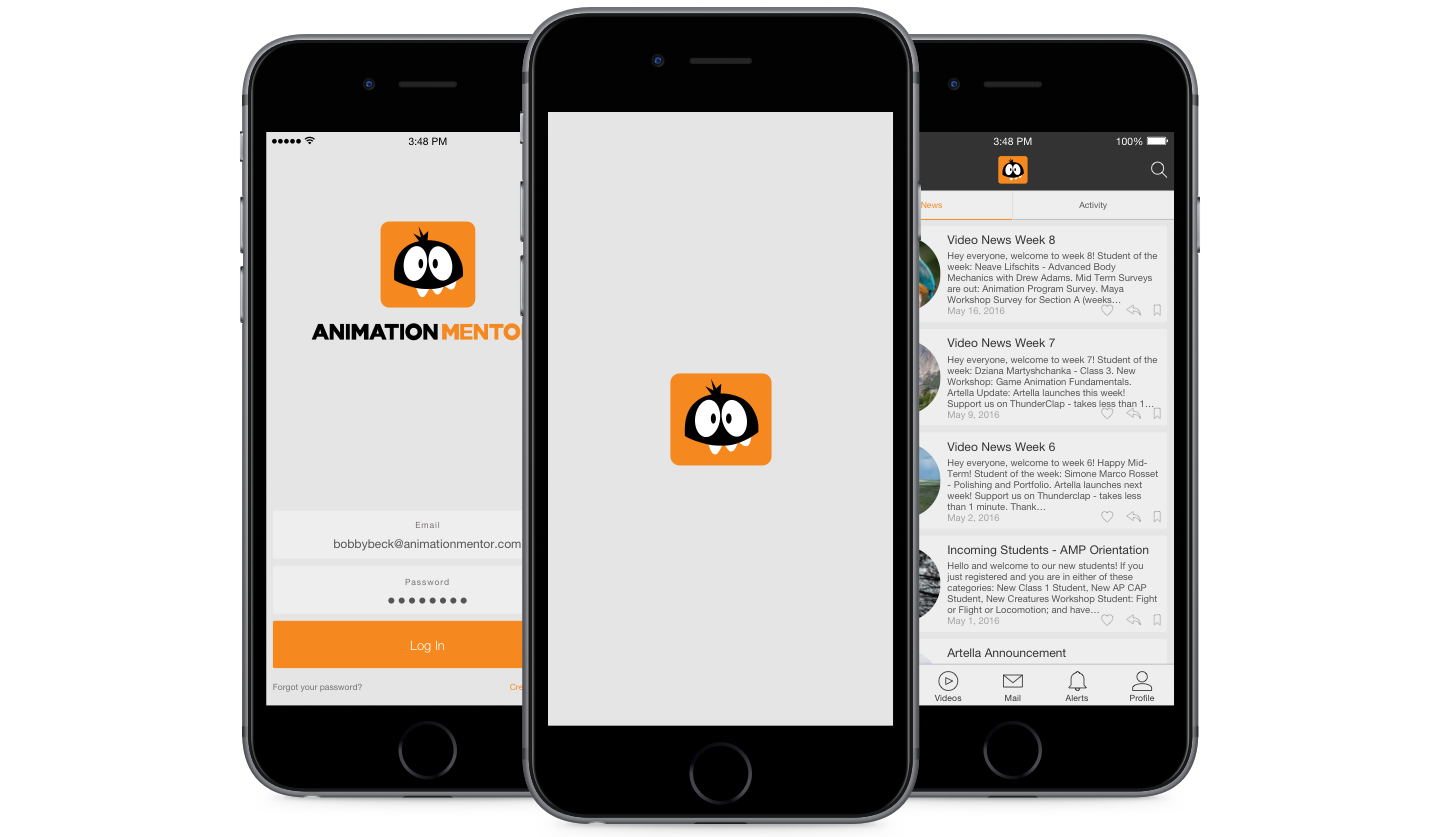 3:48 PM
ANIMATION MENTO
Email
bobbybeck@animationmentor.com
Password
Log In
Forgot your password?
Cre
3:48 PM 100%
News Activity
Video News Week 8
Hey everyone, welcome to week 8! Student of the
week: Neave Lifschits - Advanced Body
Mechanics with Drew Adams. Mid Term Surveys
are out: Animation Program Survey. Maya
Workshop Survey for Section A (weeks...
May 16, 2016
Video News Week 7
Hey everyone, welcome to week 7! Student of the
week: Dziana Martyshchanka - Class 3. New
Workshop: Game Animation Fundamentals.
Artella Update: Artella launches this week!
Support us on ThunderClap - takes less than 1...
May 9, 2016
Video News Week 6
Hey everyone, welcome to week 6! Happy Mid-
Term! Student of the week: Simone Marco Rosset
- Polishing and Portfolio. Artella launches next
week! Support us on Thunderclap - takes less
than 1 minute. Thank...
May 2, 2016
Incoming Students - AMP Orientation
Hello and welcome to our new students! If you
just registered and you are in either of these
categories: New Class 1 Student, New AP CAP
Student, New Creatures Workshop Student: Fight
or Flight or Locomotion; and have...
May 1, 2016
Artella Announcement
Videos Mail Alerts Profile